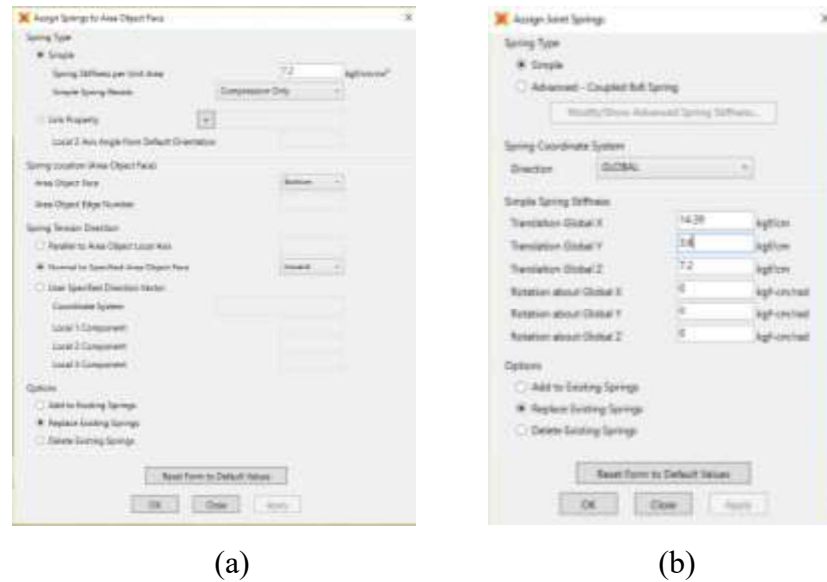 Assign Springs to Area Object Face
Spring Type
Simple
Spring Stiffness per Unit Area 7.2 kgf/cm/cm²
Simple Spring Resists Compression Only
Link Property
Local 2 Axis Angle from Default Orientation
Spring Location (Area Object Face)
Area Object Face Bottom
Area Object Edge Number
Spring Tension Direction
Parallel to Area Object Local Axis
Normal to Specified Area Object Face Inward
User Specified Direction Vector
Coordinate System
Local 1 Component
Local 2 Component
Local 3 Component
Options
Add to Existing Springs
Replace Existing Springs
Delete Existing Springs
Reset Form to Default Values
OK Close Apply
(a)
Assign Joint Springs
Spring Type
Simple
Advanced - Coupled 6x6 Spring
Modify/Show Advanced Spring Stiffness...
Spring Coordinate System
Direction GLOBAL
Simple Spring Stiffness
Translation Global X kgf/cm
Translation Global Y 3.6 kgf/cm
Translation Global Z 7.2 kgf/cm
Rotation about Global X 0 kgf-cm/rad
Rotation about Global Y 0 kgf-cm/rad
Rotation about Global Z 0 kgf-cm/rad
Options
Add to Existing Springs
Replace Existing Springs
Delete Existing Springs
Reset Form to Default Values
OK Close Apply
(b)